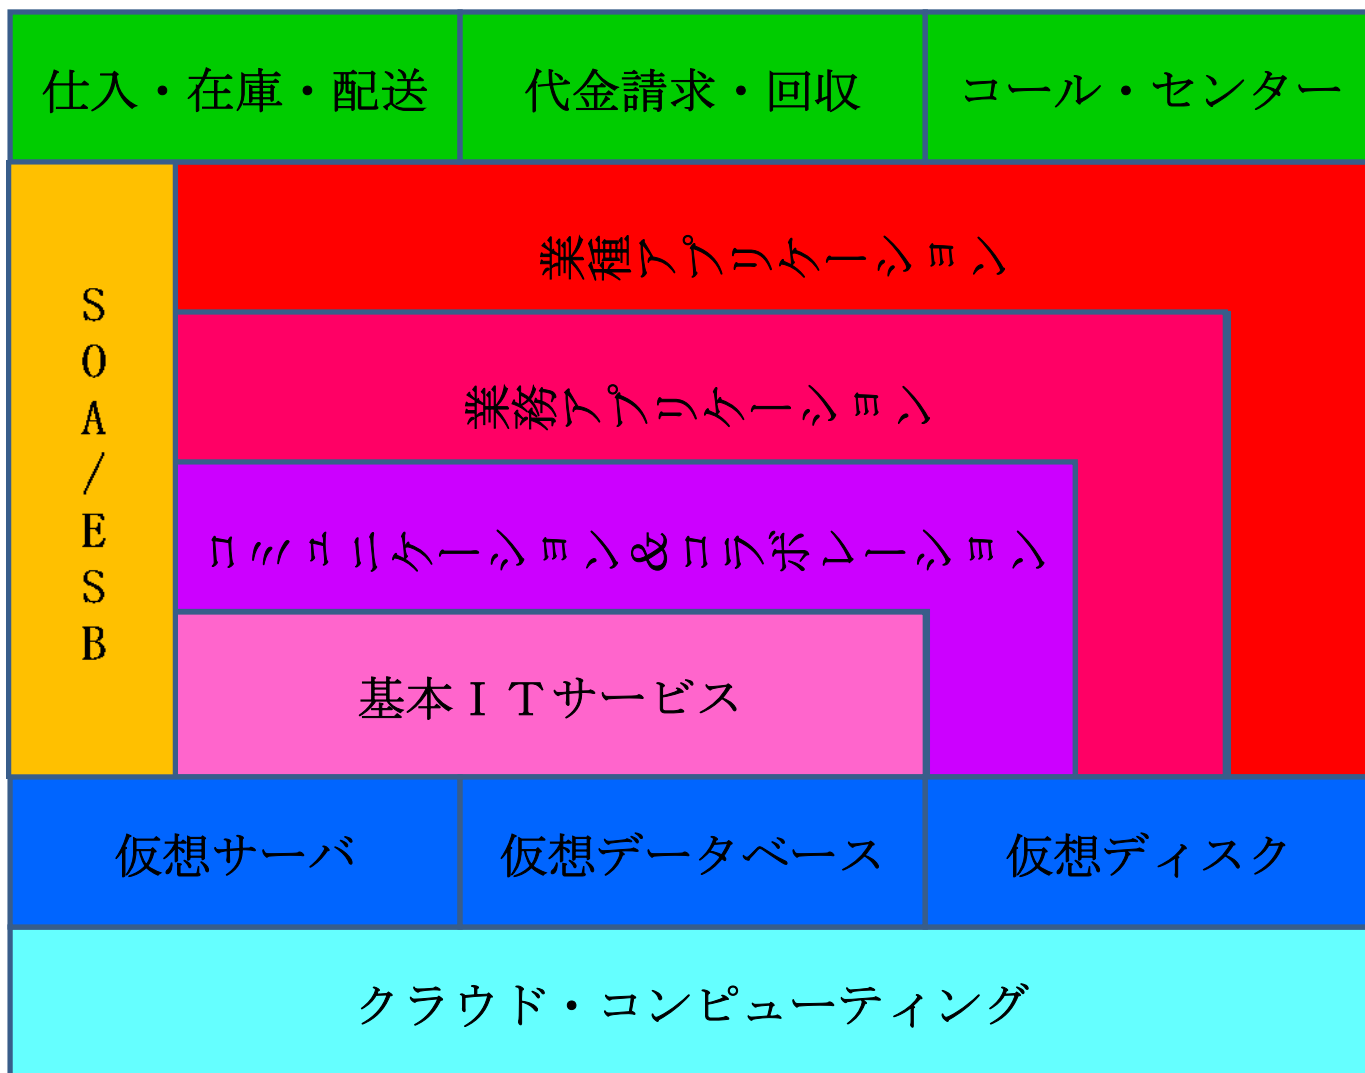 仕入・在庫・配送
代金請求・回収
コール・センター
SOA/ESB
業種アプリケーション
業務アプリケーション
コミュニケーション&コラボレーション
基本ＩＴサービス
仮想サーバ
仮想データベース
仮想ディスク
クラウド・コンピューティング